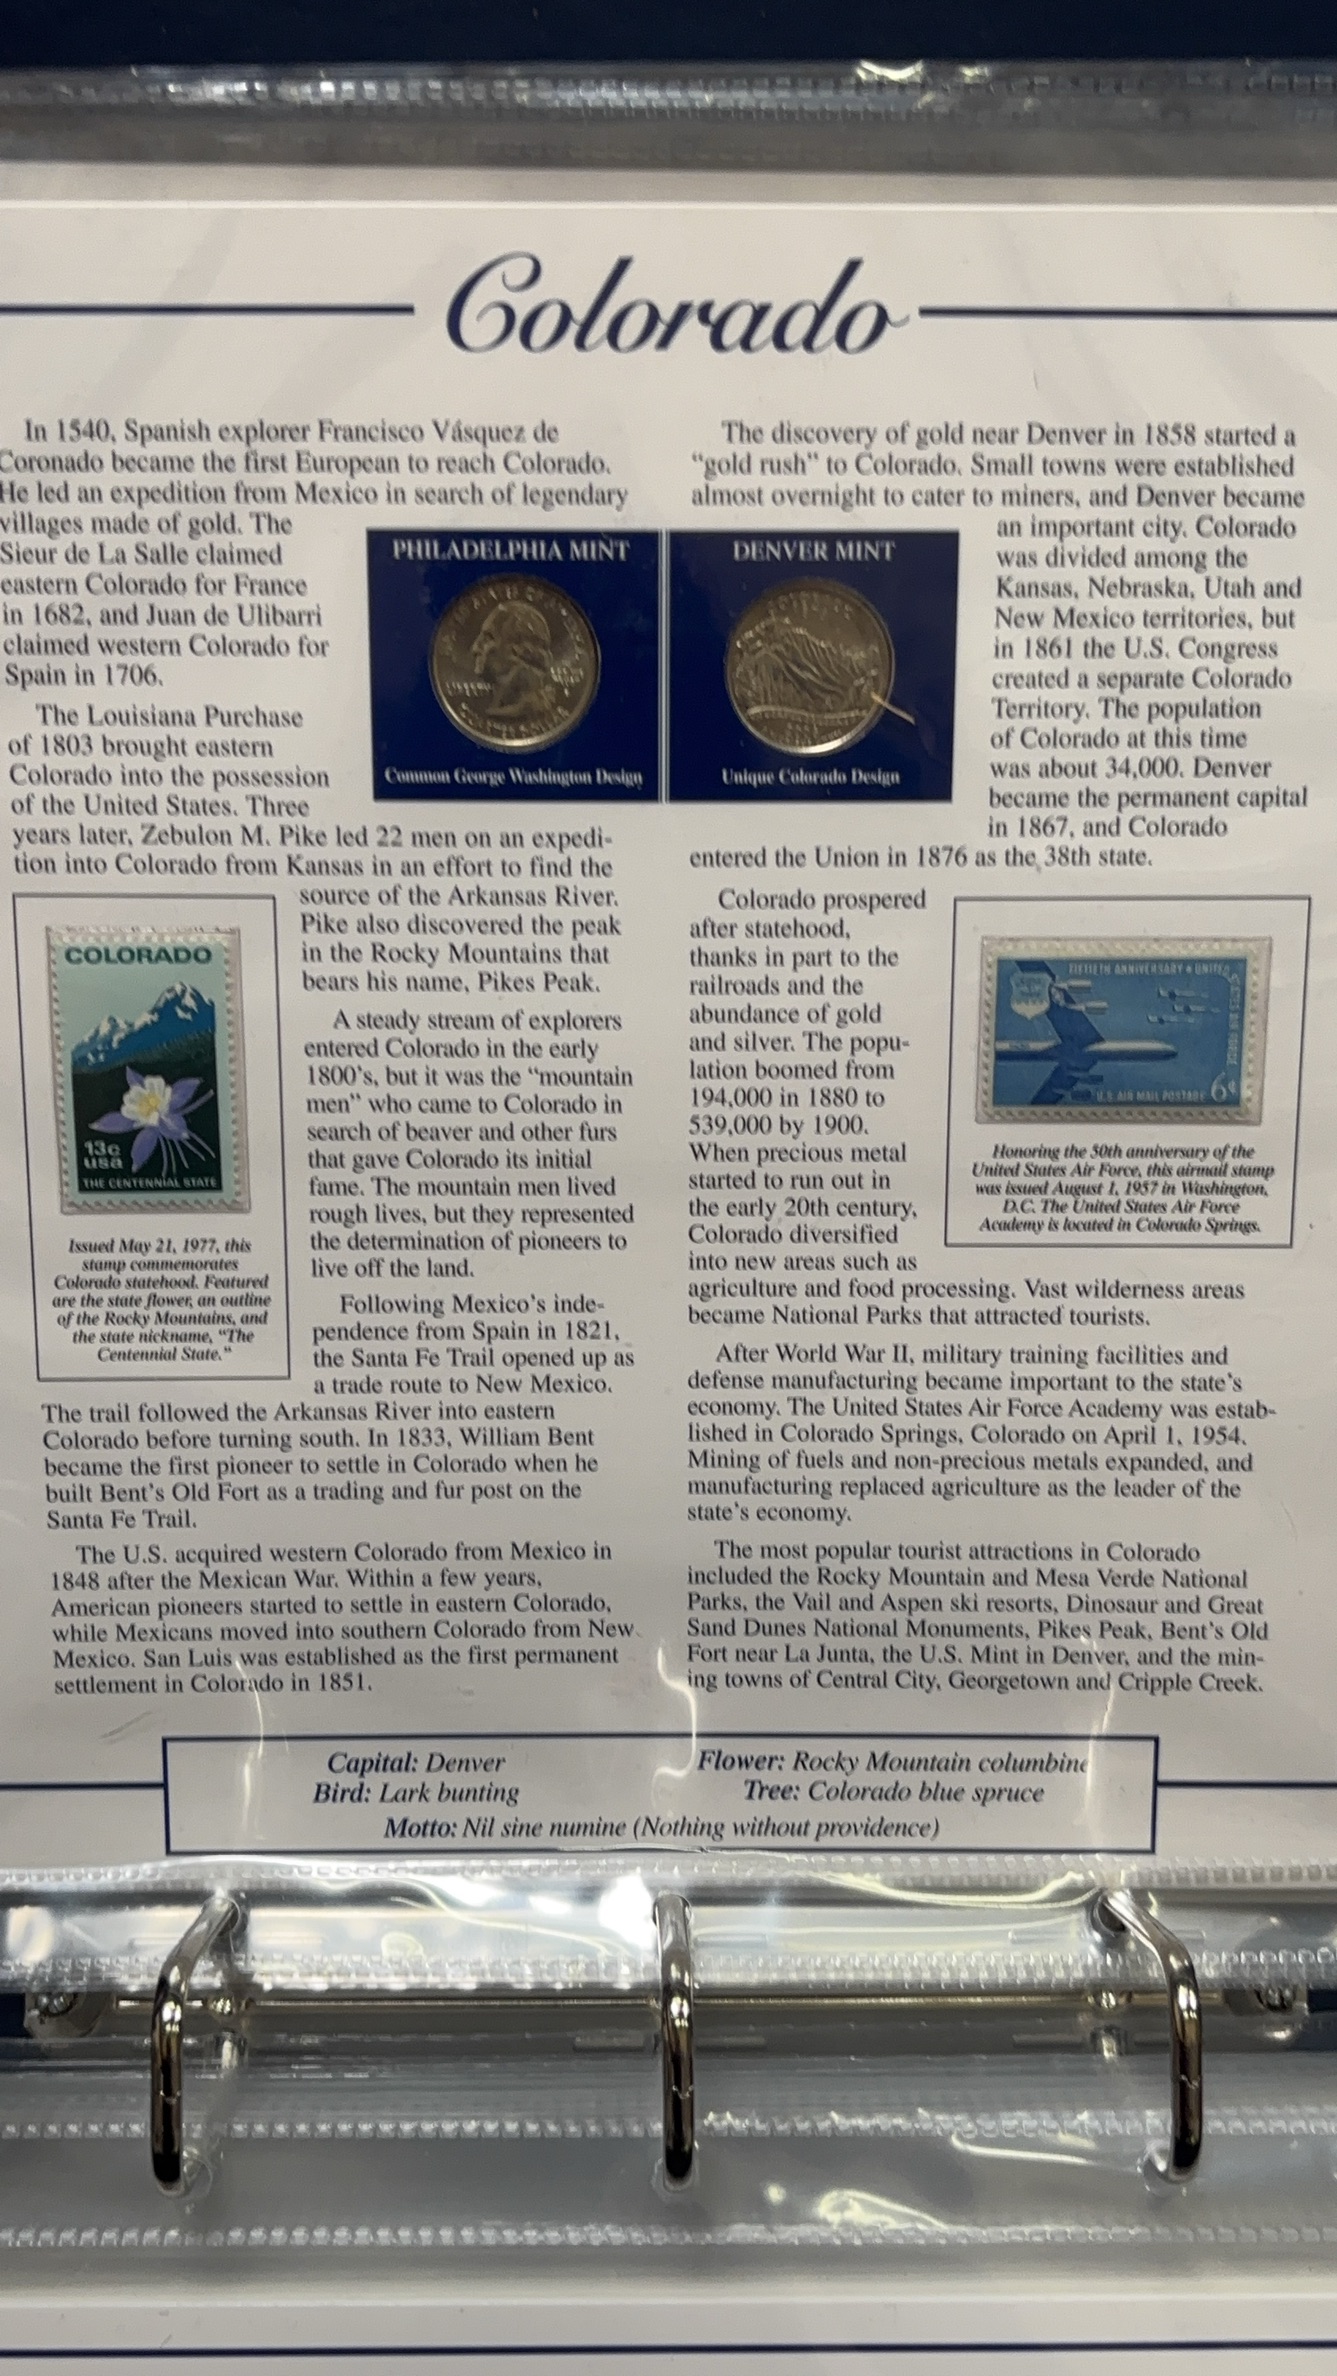 Colorado
In 1540, Spanish explorer Francisco Vásquez de
Coronado became the first European to reach Colorado.
He led an expedition from Mexico in search of legendary
villages made of gold. The
Sieur de La Salle claimed
eastern Colorado for France
in 1682, and Juan de Ulibarri
claimed western Colorado for
Spain in 1706.
The Louisiana Purchase
of 1803 brought eastern
Colorado into the possession
of the United States. Three
years later, Zebulon M. Pike led 22 men on an expedi-
tion into Colorado from Kansas in an effort to find the
source of the Arkansas River.
Pike also discovered the peak
in the Rocky Mountains that
bears his name, Pikes Peak.
A steady stream of explorers
entered Colorado in the early
1800's, but it was the "mountain
men" who came to Colorado in
search of beaver and other furs
that gave Colorado its initial
fame. The mountain men lived
rough lives, but they represented
the determination of pioneers to
live off the land.
Following Mexico's inde-
pendence from Spain in 1821,
the Santa Fe Trail opened up as
a trade route to New Mexico.
The trail followed the Arkansas River into eastern
Colorado before turning south. In 1833, William Bent
became the first pioneer to settle in Colorado when he
built Bent's Old Fort as a trading and fur post on the
Santa Fe Trail.
The U.S. acquired western Colorado from Mexico in
1848 after the Mexican War. Within a few years,
American pioneers started to settle in eastern Colorado,
while Mexicans moved into southern Colorado from New
Mexico. San Luis was established as the first permanent
settlement in Colorado in 1851.
COLORADO
13c
usa
THE CENTENNIAL STATE
Issued May 21, 1977, this
stamp commemorates
Colorado statehood. Featured
are the state flower, an outline
of the Rocky Mountains, and
the state nickname, "The
Centennial State."
PHILADELPHIA MINT
LIBERTY
Common George Washington Design
DENVER MINT
Unique Colorado Design
The discovery of gold near Denver in 1858 started a
"gold rush" to Colorado. Small towns were established
almost overnight to cater to miners, and Denver became
an important city. Colorado
was divided among the
Kansas, Nebraska, Utah and
New Mexico territories, but
in 1861 the U.S. Congress
created a separate Colorado
Territory. The population
of Colorado at this time
was about 34,000. Denver
became the permanent capital
in 1867, and Colorado
entered the Union in 1876 as the 38th state.
Colorado prospered
after statehood,
thanks in part to the
railroads and the
abundance of gold
and silver. The popu-
lation boomed from
194,000 in 1880 to
539,000 by 1900.
When precious metal
started to run out in
the early 20th century,
Colorado diversified
into new areas such as
agriculture and food processing. Vast wilderness areas
became National Parks that attracted tourists.
After World War II, military training facilities and
defense manufacturing became important to the state's
economy. The United States Air Force Academy was estab-
lished in Colorado Springs, Colorado on April 1, 1954.
Mining of fuels and non-precious metals expanded, and
manufacturing replaced agriculture as the leader of the
state's economy.
The most popular tourist attractions in Colorado
included the Rocky Mountain and Mesa Verde National
Parks, the Vail and Aspen ski resorts, Dinosaur and Great
Sand Dunes National Monuments, Pikes Peak, Bent's Old
Fort near La Junta, the U.S. Mint in Denver, and the min-
ing towns of Central City, Georgetown and Cripple Creek.
FIFTIETH ANNIVERSARY • UNITED
STATES AIR FORCE
U.S. AIR MAIL POSTAGE 6¢
Honoring the 50th anniversary of the
United States Air Force, this airmail stamp
was issued August 1, 1957 in Washington,
D.C. The United States Air Force
Academy is located in Colorado Springs.
Capital: Denver
Flower: Rocky Mountain columbine
Bird: Lark bunting
Tree: Colorado blue spruce
Motto: Nil sine numine (Nothing without providence)